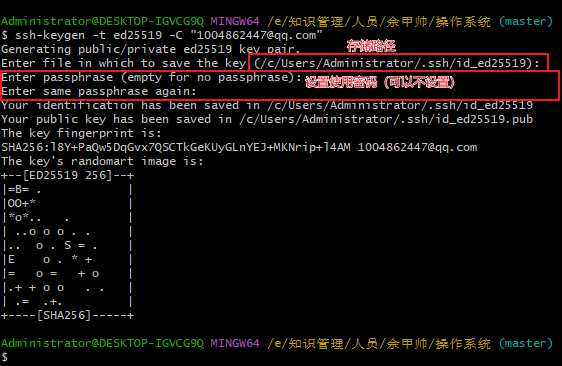 Administrator@DESKTOP-IGVCG9Q MINGW64 /e/知识管理/人员/余甲帅/操作系统 (master)
$ ssh-keygen -t ed25519 -C "1004862447@qq.com"
Generating public/private ed25519 key pair.
存储路径
Enter file in which to save the key (/c/Users/Administrator/.ssh/id_ed25519):
Enter passphrase (empty for no passphrase):
设置使用密码（可以不设置）
Enter same passphrase again:
Your identification has been saved in /c/Users/Administrator/.ssh/id_ed25519
Your public key has been saved in /c/Users/Administrator/.ssh/id_ed25519.pub
The key fingerprint is:
SHA256:l8Y+PaQw5DqGvx7QSCTkGeKUyGLnYEJ+MKNrip+l4AM 1004862447@qq.com
The key's randomart image is:
+--[ED25519 256]--+
|=B= .            |
|OO+*             |
|*o*..   .        |
| ..o o o . .     |
|..  o . S = .    |
|E    o . * +     |
|=   o =   + o    |
|.+ + o o   . .   |
| .=  .+.         |
+----[SHA256]-----+
Administrator@DESKTOP-IGVCG9Q MINGW64 /e/知识管理/人员/余甲帅/操作系统 (master)
$